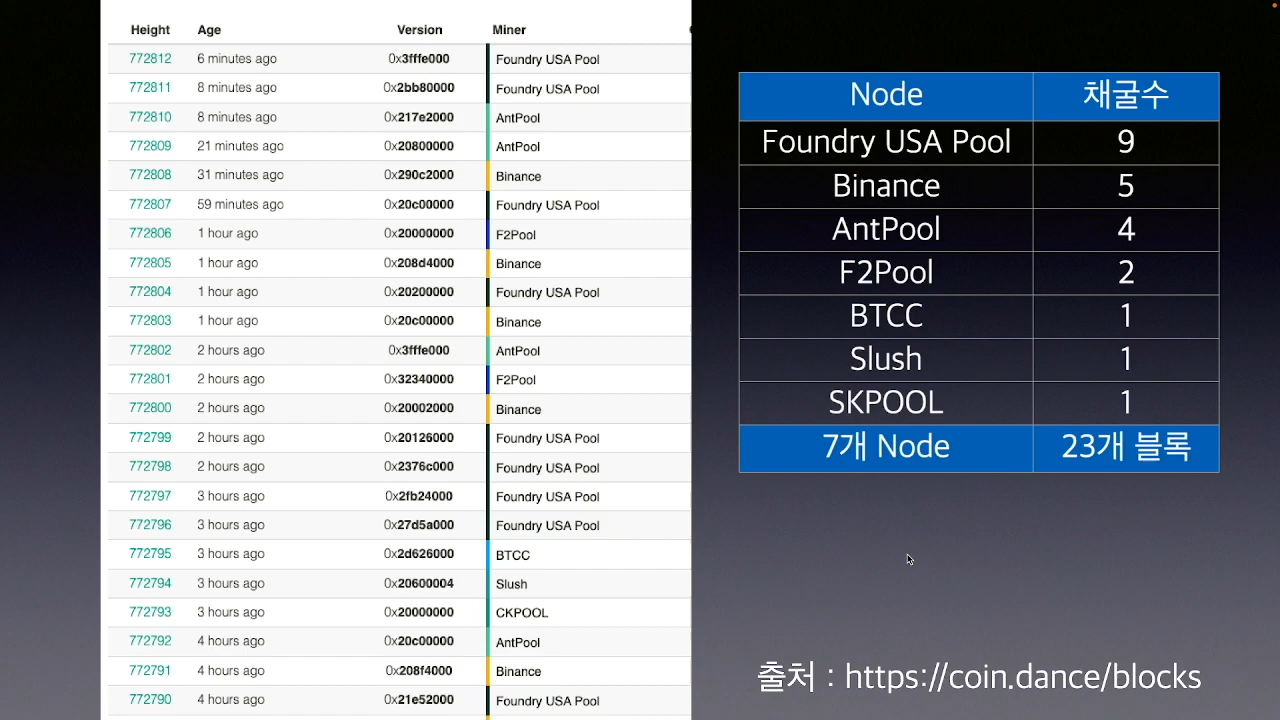 Height Age Version Miner
772812 6 minutes ago 0x3fffe000 Foundry USA Pool
772811 8 minutes ago 0x2bb80000 Foundry USA Pool
772810 8 minutes ago 0x217e2000 AntPool
772809 21 minutes ago 0x20800000 AntPool
772808 31 minutes ago 0x290c2000 Binance
772807 59 minutes ago 0x20c00000 Foundry USA Pool
772806 1 hour ago 0x20000000 F2Pool
772805 1 hour ago 0x208d4000 Binance
772804 1 hour ago 0x20200000 Foundry USA Pool
772803 1 hour ago 0x20c00000 Binance
772802 2 hours ago 0x3fffe000 AntPool
772801 2 hours ago 0x32340000 F2Pool
772800 2 hours ago 0x20002000 Binance
772799 2 hours ago 0x20126000 Foundry USA Pool
772798 2 hours ago 0x2376c000 Foundry USA Pool
772797 3 hours ago 0x2fb24000 Foundry USA Pool
772796 3 hours ago 0x27d5a000 Foundry USA Pool
772795 3 hours ago 0x2d626000 BTCC
772794 3 hours ago 0x20600004 Slush
772793 3 hours ago 0x20000000 CKPOOL
772792 4 hours ago 0x20c00000 AntPool
772791 4 hours ago 0x208f4000 Binance
772790 4 hours ago 0x21e52000 Foundry USA Pool
Node 채굴수
Foundry USA Pool 9
Binance 5
AntPool 4
F2Pool 2
BTCC 1
Slush 1
SKPOOL 1
7개 Node 23개 블록
출처 : https://coin.dance/blocks